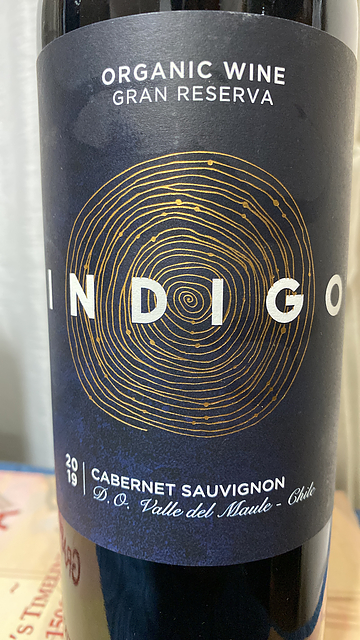 ORGANIC WINE
GRAN RESERVA
INDIGO
20
19
CABERNET SAUVIGNON
D.O. Valle del Maule - Chile